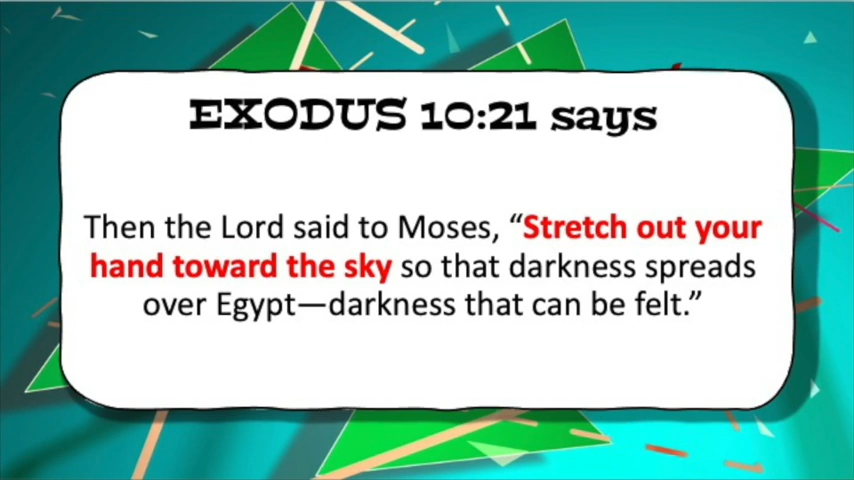 EXODUS 10:21 says
Then the Lord said to Moses, “Stretch out your
hand toward the sky so that darkness spreads
over Egypt—darkness that can be felt.”